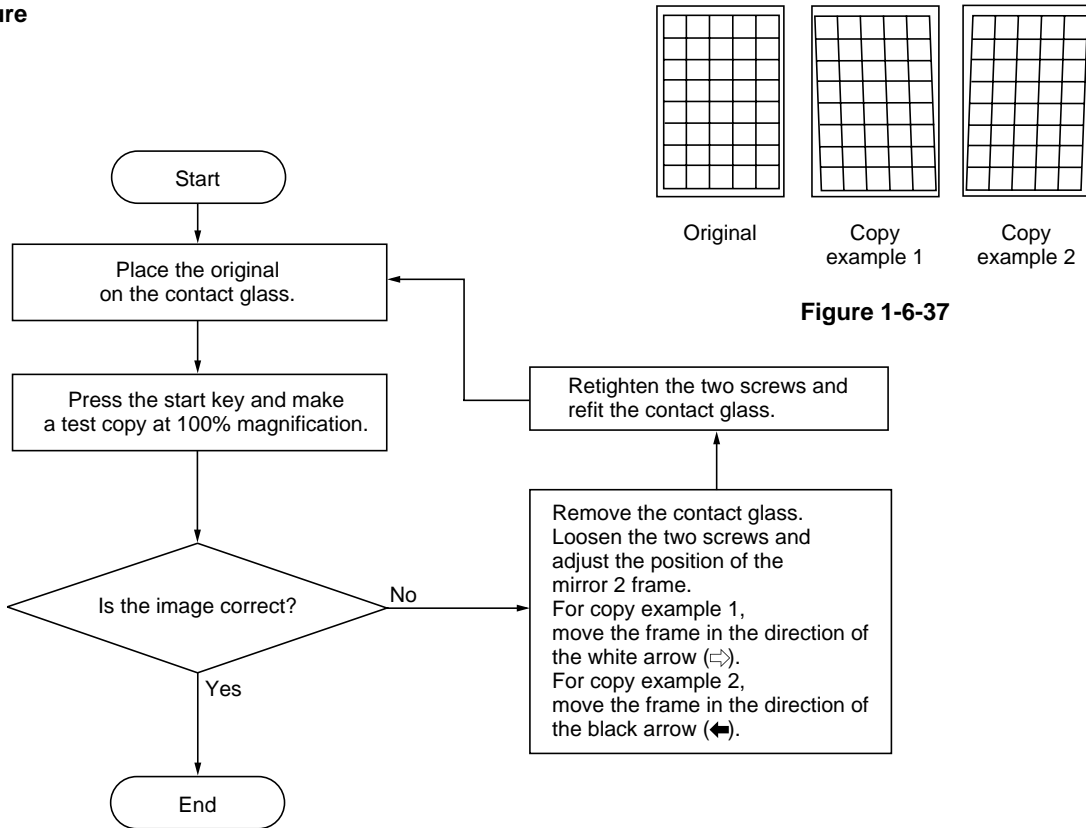 ure
Original
Copy
example 1
Copy
example 2
Figure 1-6-37
Start
Place the original
on the contact glass.
Press the start key and make
a test copy at 100% magnification.
Is the image correct?
No
Yes
End
Remove the contact glass.
Loosen the two screws and
adjust the position of the
mirror 2 frame.
For copy example 1,
move the frame in the direction of
the white arrow (⇨).
For copy example 2,
move the frame in the direction of
the black arrow (⬅).
Retighten the two screws and
refit the contact glass.